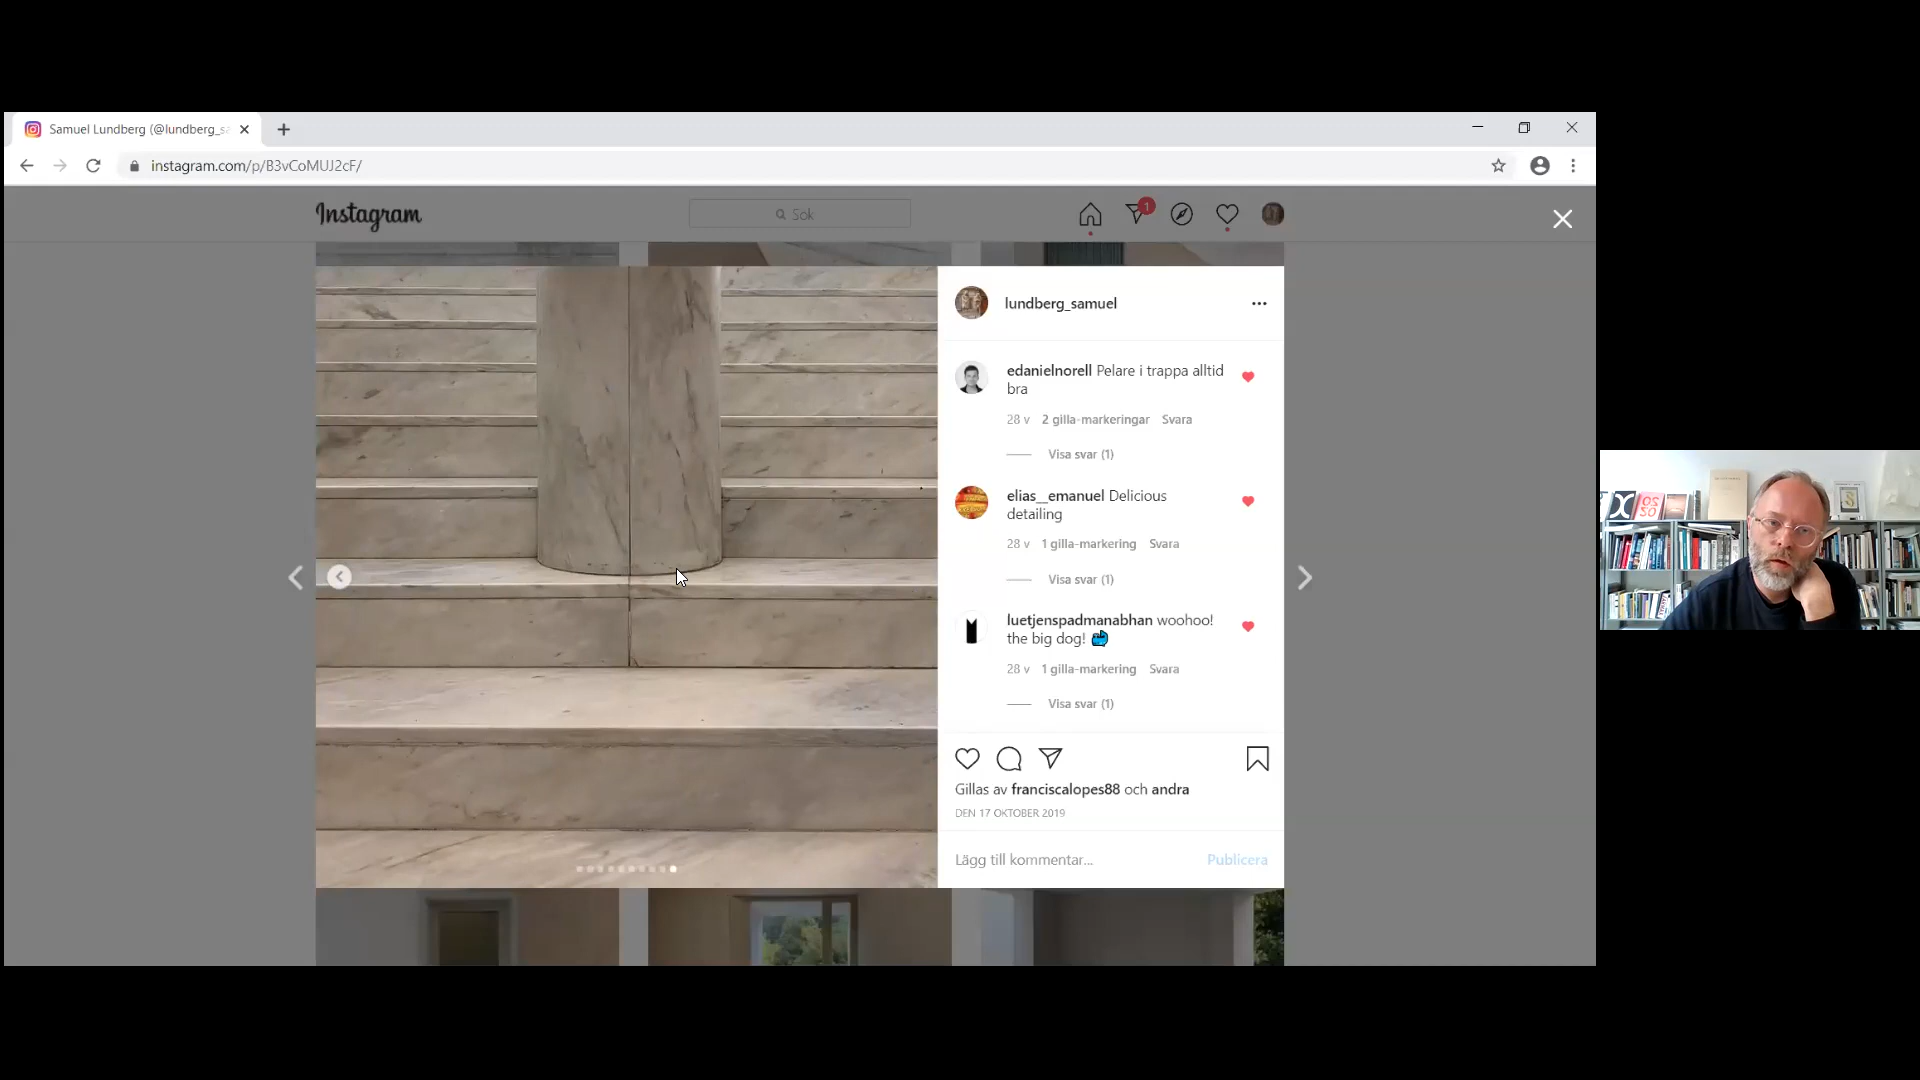 Samuel Lundberg (@lundberg_sa
instagram.com/p/B3vCoMUJ2cF/
Instagram
Sök
1
lundberg_samuel
edanielnorell Pelare i trappa alltid
bra
28 v 2 gilla-markeringar Svara
Visa svar (1)
elias__emanuel Delicious
detailing
28 v 1 gilla-markering Svara
Visa svar (1)
luetjenspadmanabhan woohoo!
the big dog!
28 v 1 gilla-markering Svara
Visa svar (1)
Gillas av franciscalopes88 och andra
DEN 17 OKTOBER 2019
Lägg till kommentar... Publicera